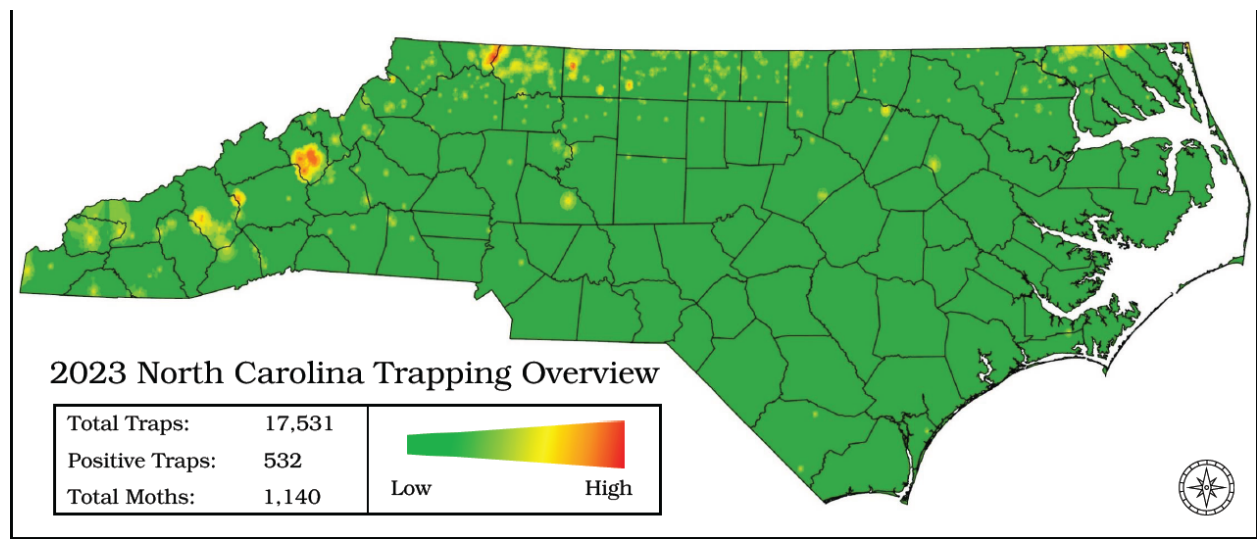 2023 North Carolina Trapping Overview
Total Traps: 17,531
Positive Traps: 532
Total Moths: 1,140
Low High